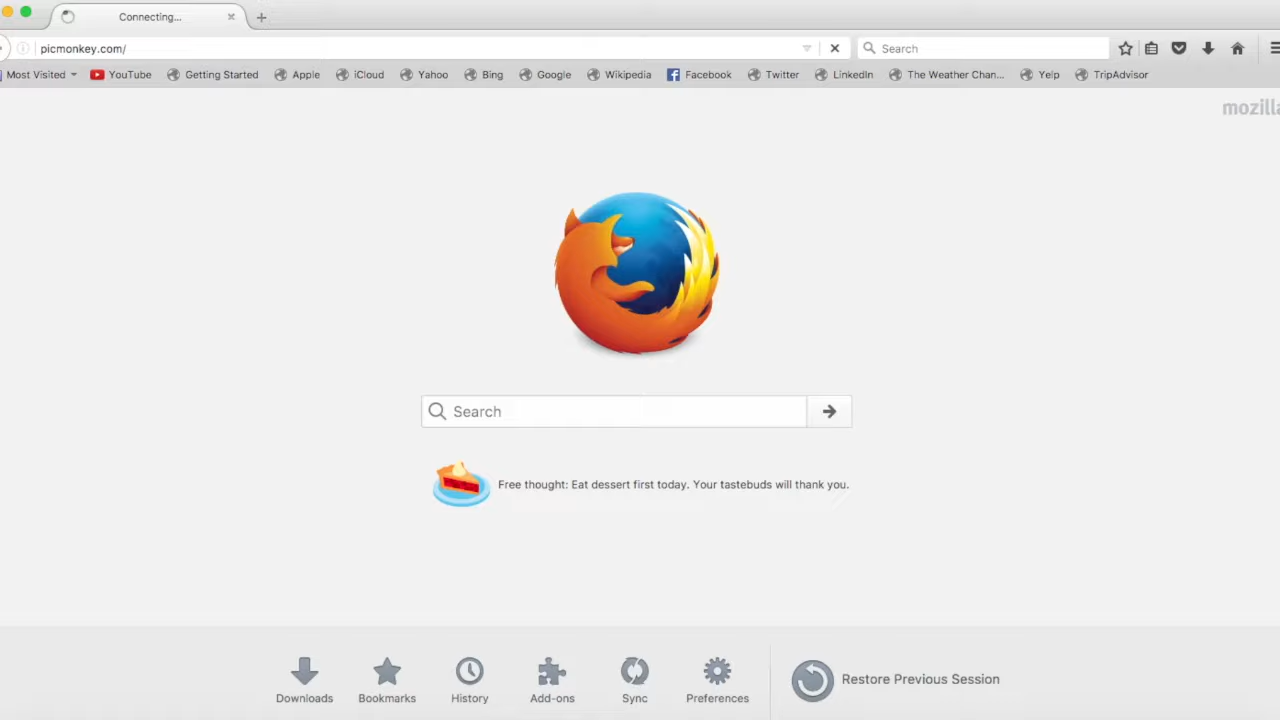 Connecting...
picmonkey.com/
Search
Most Visited
YouTube
Getting Started
Apple
iCloud
Yahoo
Bing
Google
Wikipedia
Facebook
Twitter
LinkedIn
The Weather Chan...
Yelp
TripAdvisor
mozilla
Search
Free thought: Eat dessert first today. Your tastebuds will thank you.
Downloads
Bookmarks
History
Add-ons
Sync
Preferences
Restore Previous Session